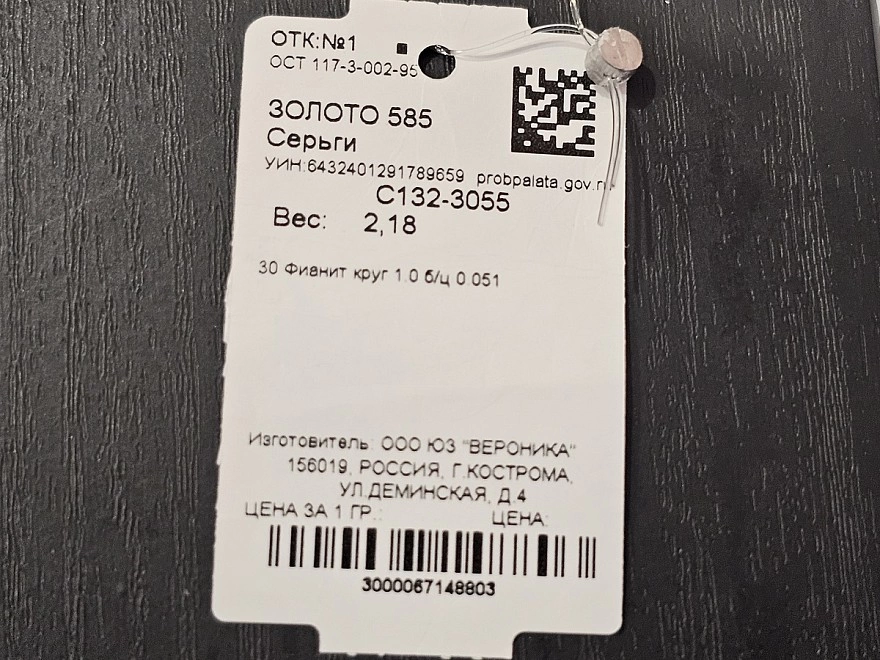 ОТК:№1
ОСТ 117-3-002-95
ЗОЛОТО 585
Серьги
УИН:6432401291789659 probpalata.gov.r
С132-3055
Вес: 2,18
30 Фианит круг 1.0 б/ц 0.051
Изготовитель: ООО ЮЗ "ВЕРОНИКА"
156019, РОССИЯ, Г.КОСТРОМА,
УЛ.ДЕМИНСКАЯ, Д.4
ЦЕНА ЗА 1 ГР.: ЦЕНА:
3000067148803